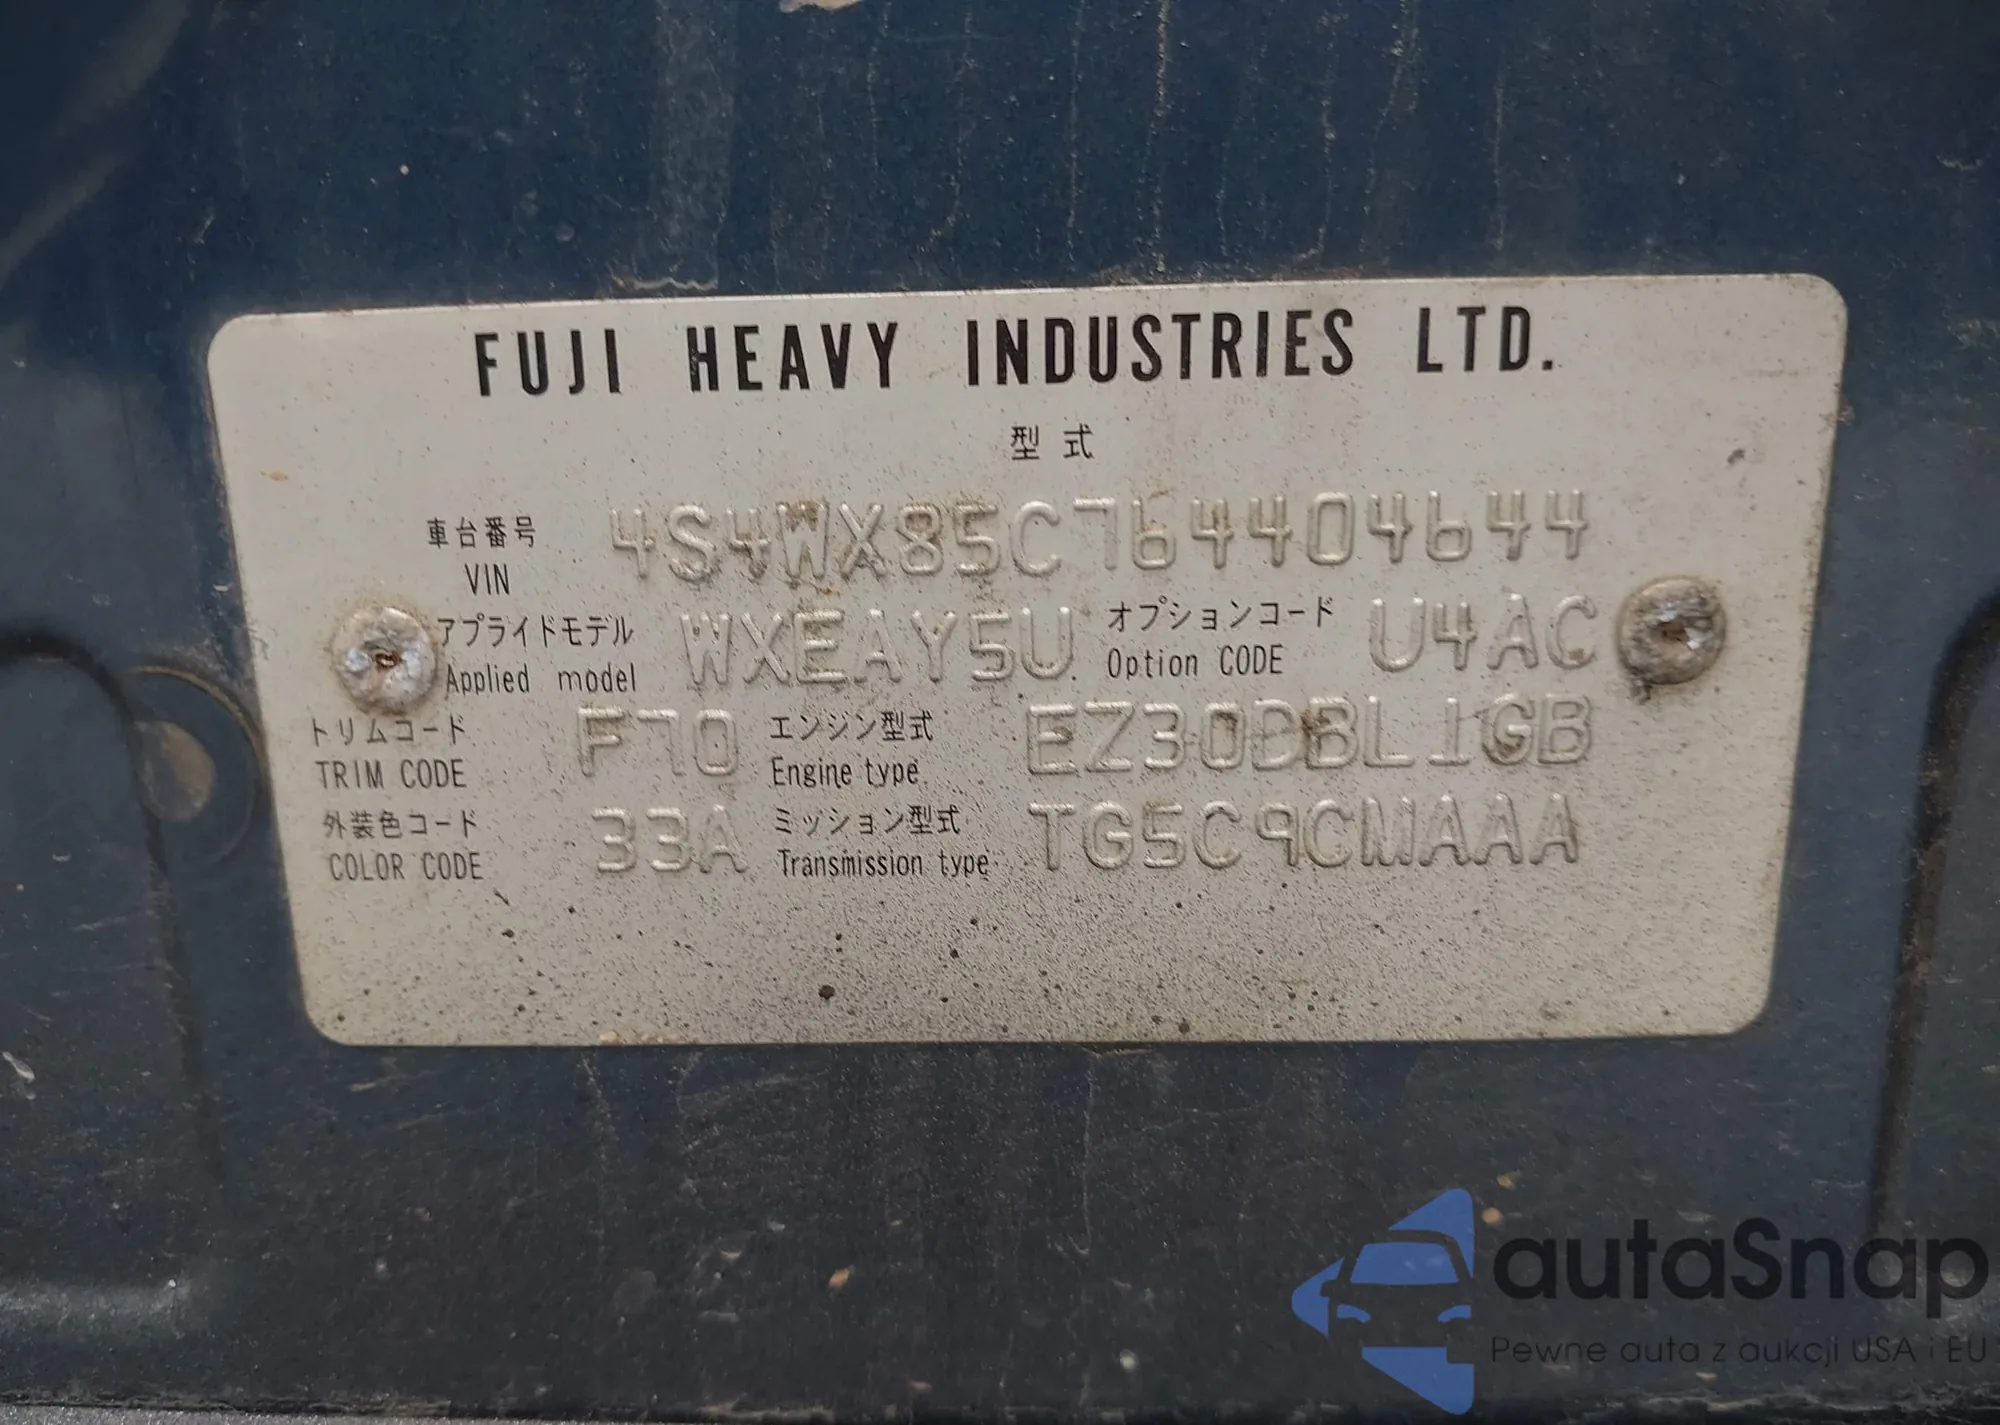 FUJI HEAVY INDUSTRIES LTD.
型式
車台番号 4S4WX85C764404644
VIN
アプライドモデル WXEAY5U オプションコード U4AC
Applied model Option CODE
トリムコード F70 エンジン型式 EZ30DBL1GB
TRIM CODE Engine type
外装色コード 33A ミッション型式 TG5C9CMAAA
COLOR CODE Transmission type
autaSnap
Pewne auta z aukcji USA i EU